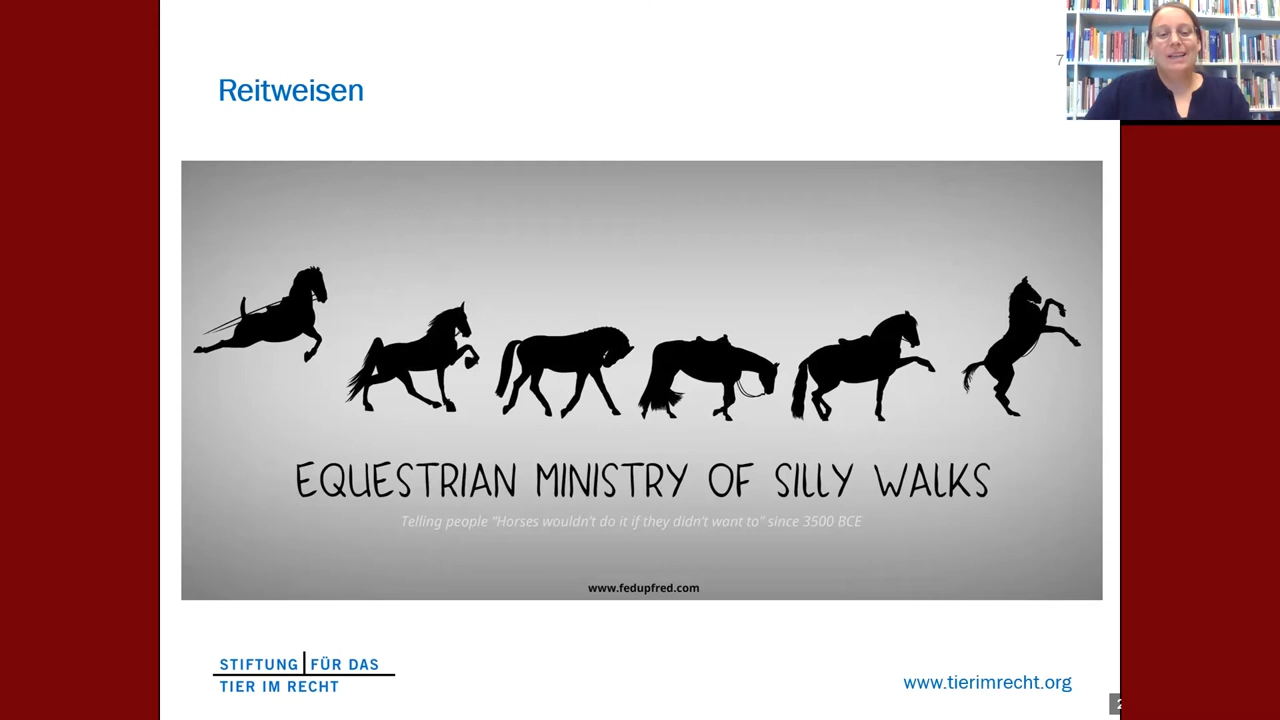 7
Reitweisen
EQUESTRIAN MINISTRY OF SILLY WALKS
Telling people "Horses wouldn't do it if they didn't want to" since 3500 BCE
www.fedupfred.com
STIFTUNG FÜR DAS
TIER IM RECHT
www.tierimrecht.org